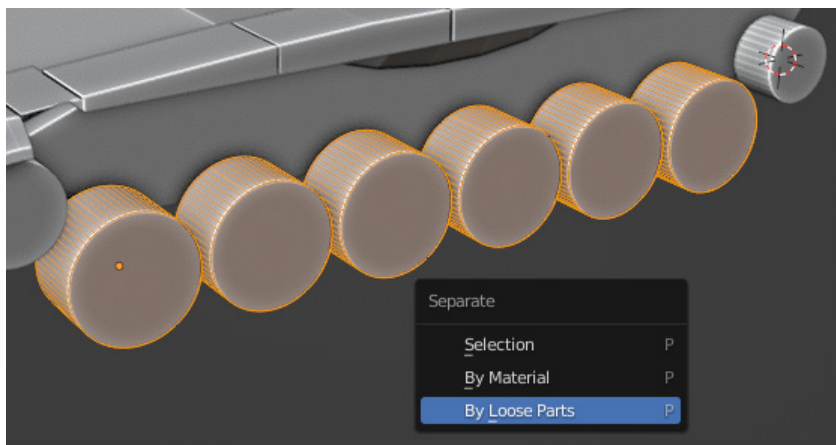 Separate
Selection P
By Material P
By Loose Parts P